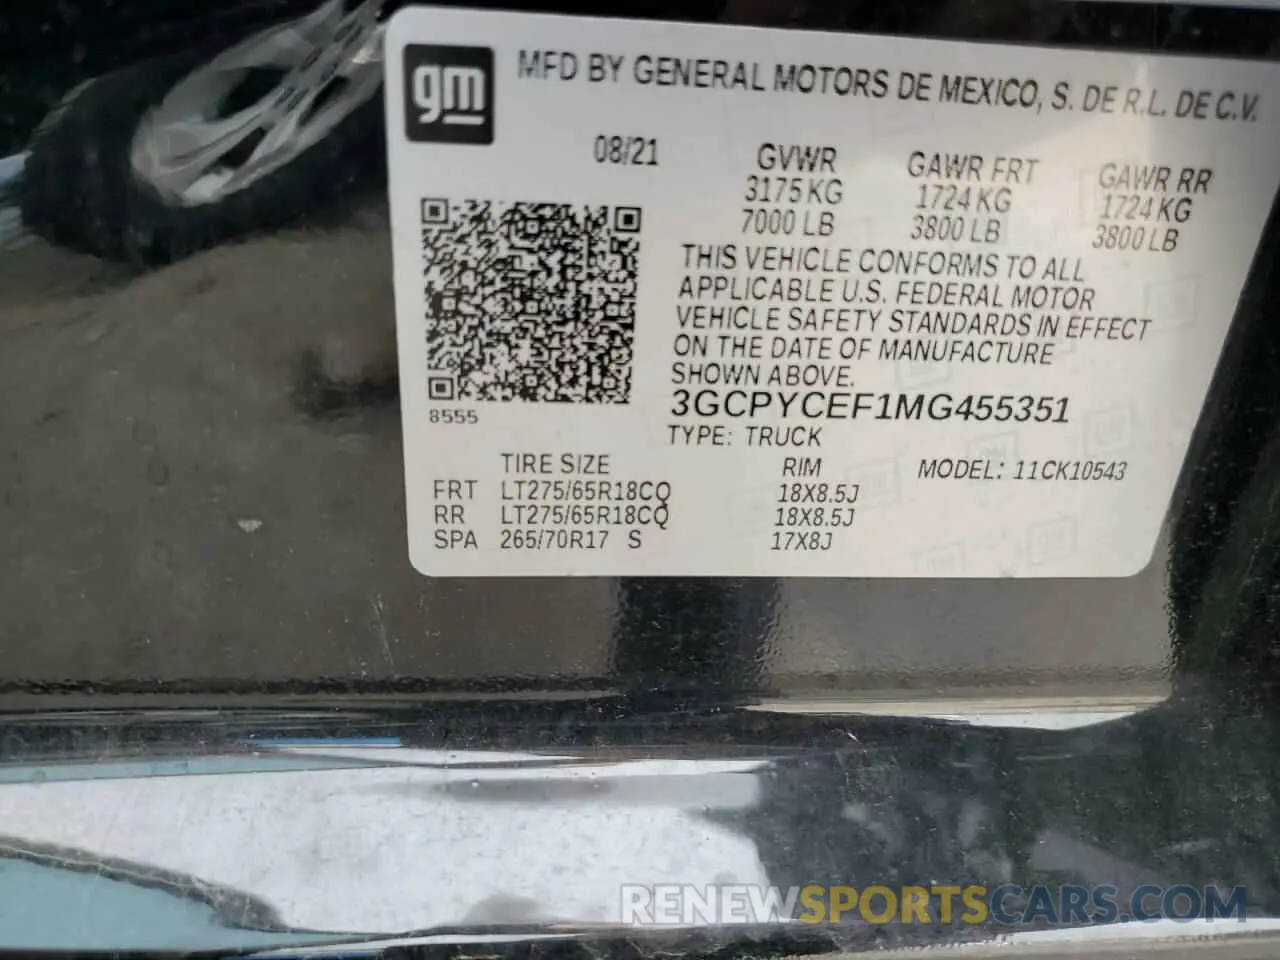 gm
MFD BY GENERAL MOTORS DE MEXICO, S. DE R.L. DE C.V.
08/21
GVWR
3175 KG
7000 LB
GAWR FRT
1724 KG
3800 LB
GAWR RR
1724 KG
3800 LB
THIS VEHICLE CONFORMS TO ALL
APPLICABLE U.S. FEDERAL MOTOR
VEHICLE SAFETY STANDARDS IN EFFECT
ON THE DATE OF MANUFACTURE
SHOWN ABOVE.
3GCPYCEF1MG455351
TYPE: TRUCK
8555
TIRE SIZE RIM MODEL: 11CK10543
FRT LT275/65R18CQ 18X8.5J
RR LT275/65R18CQ 18X8.5J
SPA 265/70R17 S 17X8J
RENEWSPORTSCARS.COM